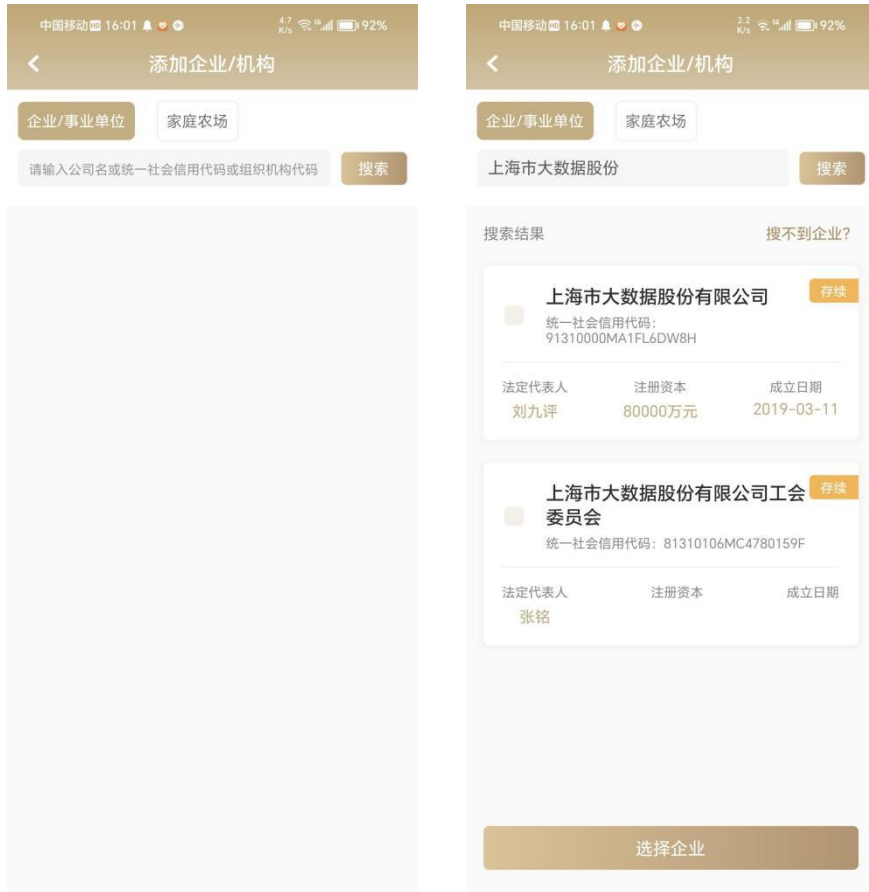 中国移动 HD 16:01
4.7 K/s 92%
添加企业/机构
企业/事业单位
家庭农场
请输入公司名或统一社会信用代码或组织机构代码
搜索
中国移动 HD 16:01
2.2 K/s 92%
添加企业/机构
企业/事业单位
家庭农场
上海市大数据股份
搜索
搜索结果
搜不到企业?
上海市大数据股份有限公司
存续
统一社会信用代码:
91310000MA1FL6DW8H
法定代表人
注册资本
成立日期
刘九评
80000万元
2019-03-11
上海市大数据股份有限公司工会
存续
委员会
统一社会信用代码: 81310106MC4780159F
法定代表人
注册资本
成立日期
张铭
选择企业